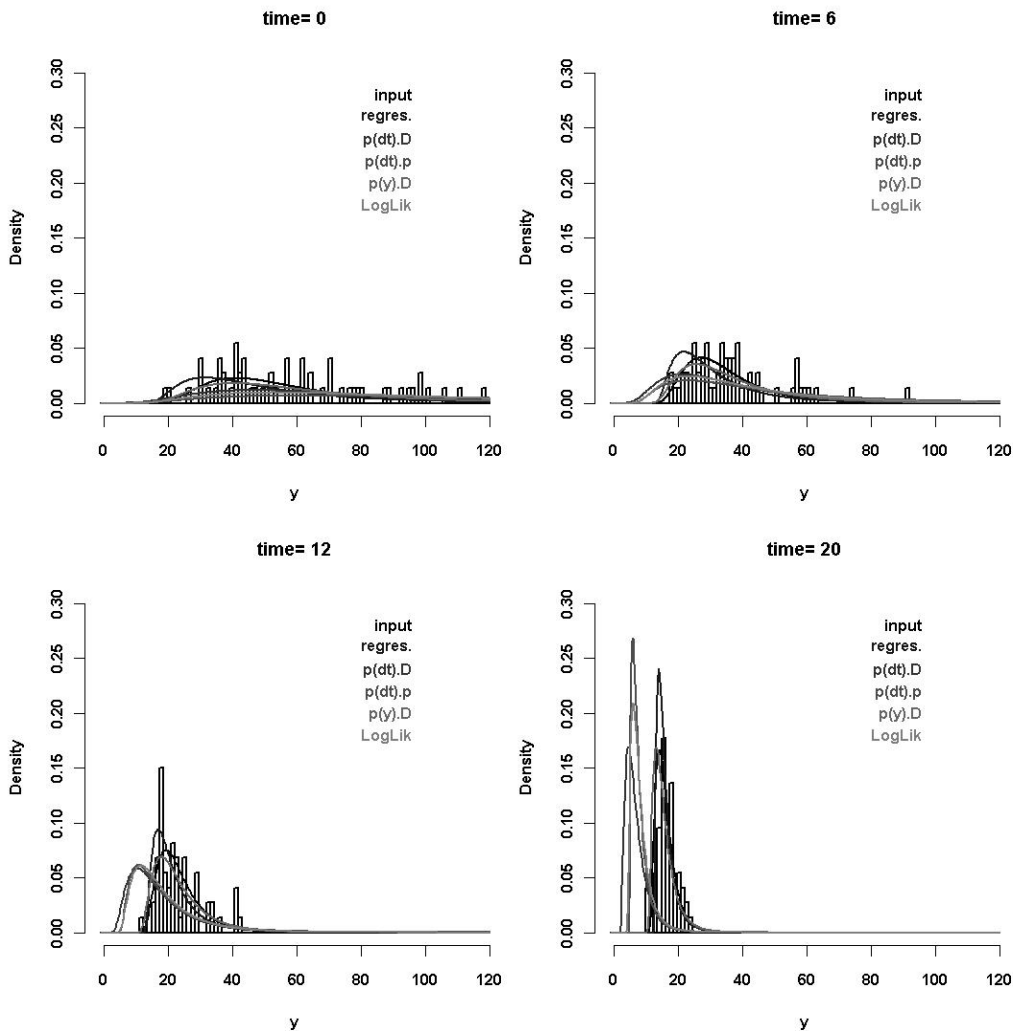 time= 0
0.30
0.25
0.20
0.15
0.10
0.05
0.00
Density
input
regres.
p(dt).D
p(dt).p
p(y).D
LogLik
0 20 40 60 80 100 120
y
time= 6
0.30
0.25
0.20
0.15
0.10
0.05
0.00
Density
input
regres.
p(dt).D
p(dt).p
p(y).D
LogLik
0 20 40 60 80 100 120
y
time= 12
0.30
0.25
0.20
0.15
0.10
0.05
0.00
Density
input
regres.
p(dt).D
p(dt).p
p(y).D
LogLik
0 20 40 60 80 100 120
y
time= 20
0.30
0.25
0.20
0.15
0.10
0.05
0.00
Density
input
regres.
p(dt).D
p(dt).p
p(y).D
LogLik
0 20 40 60 80 100 120
y